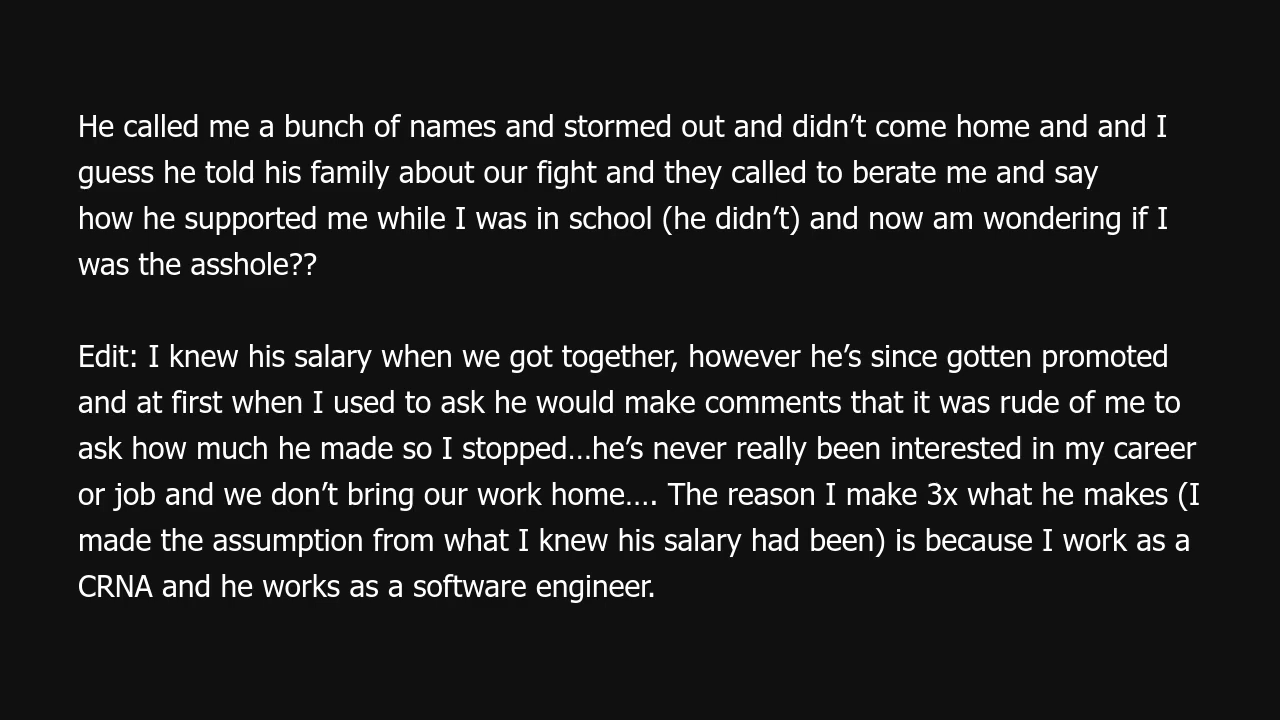 He called me a bunch of names and stormed out and didn’t come home and and I
guess he told his family about our fight and they called to berate me and say
how he supported me while I was in school (he didn’t) and now am wondering if I
was the asshole??
Edit: I knew his salary when we got together, however he’s since gotten promoted
and at first when I used to ask he would make comments that it was rude of me to
ask how much he made so I stopped…he’s never really been interested in my career
or job and we don’t bring our work home…. The reason I make 3x what he makes (I
made the assumption from what I knew his salary had been) is because I work as a
CRNA and he works as a software engineer.